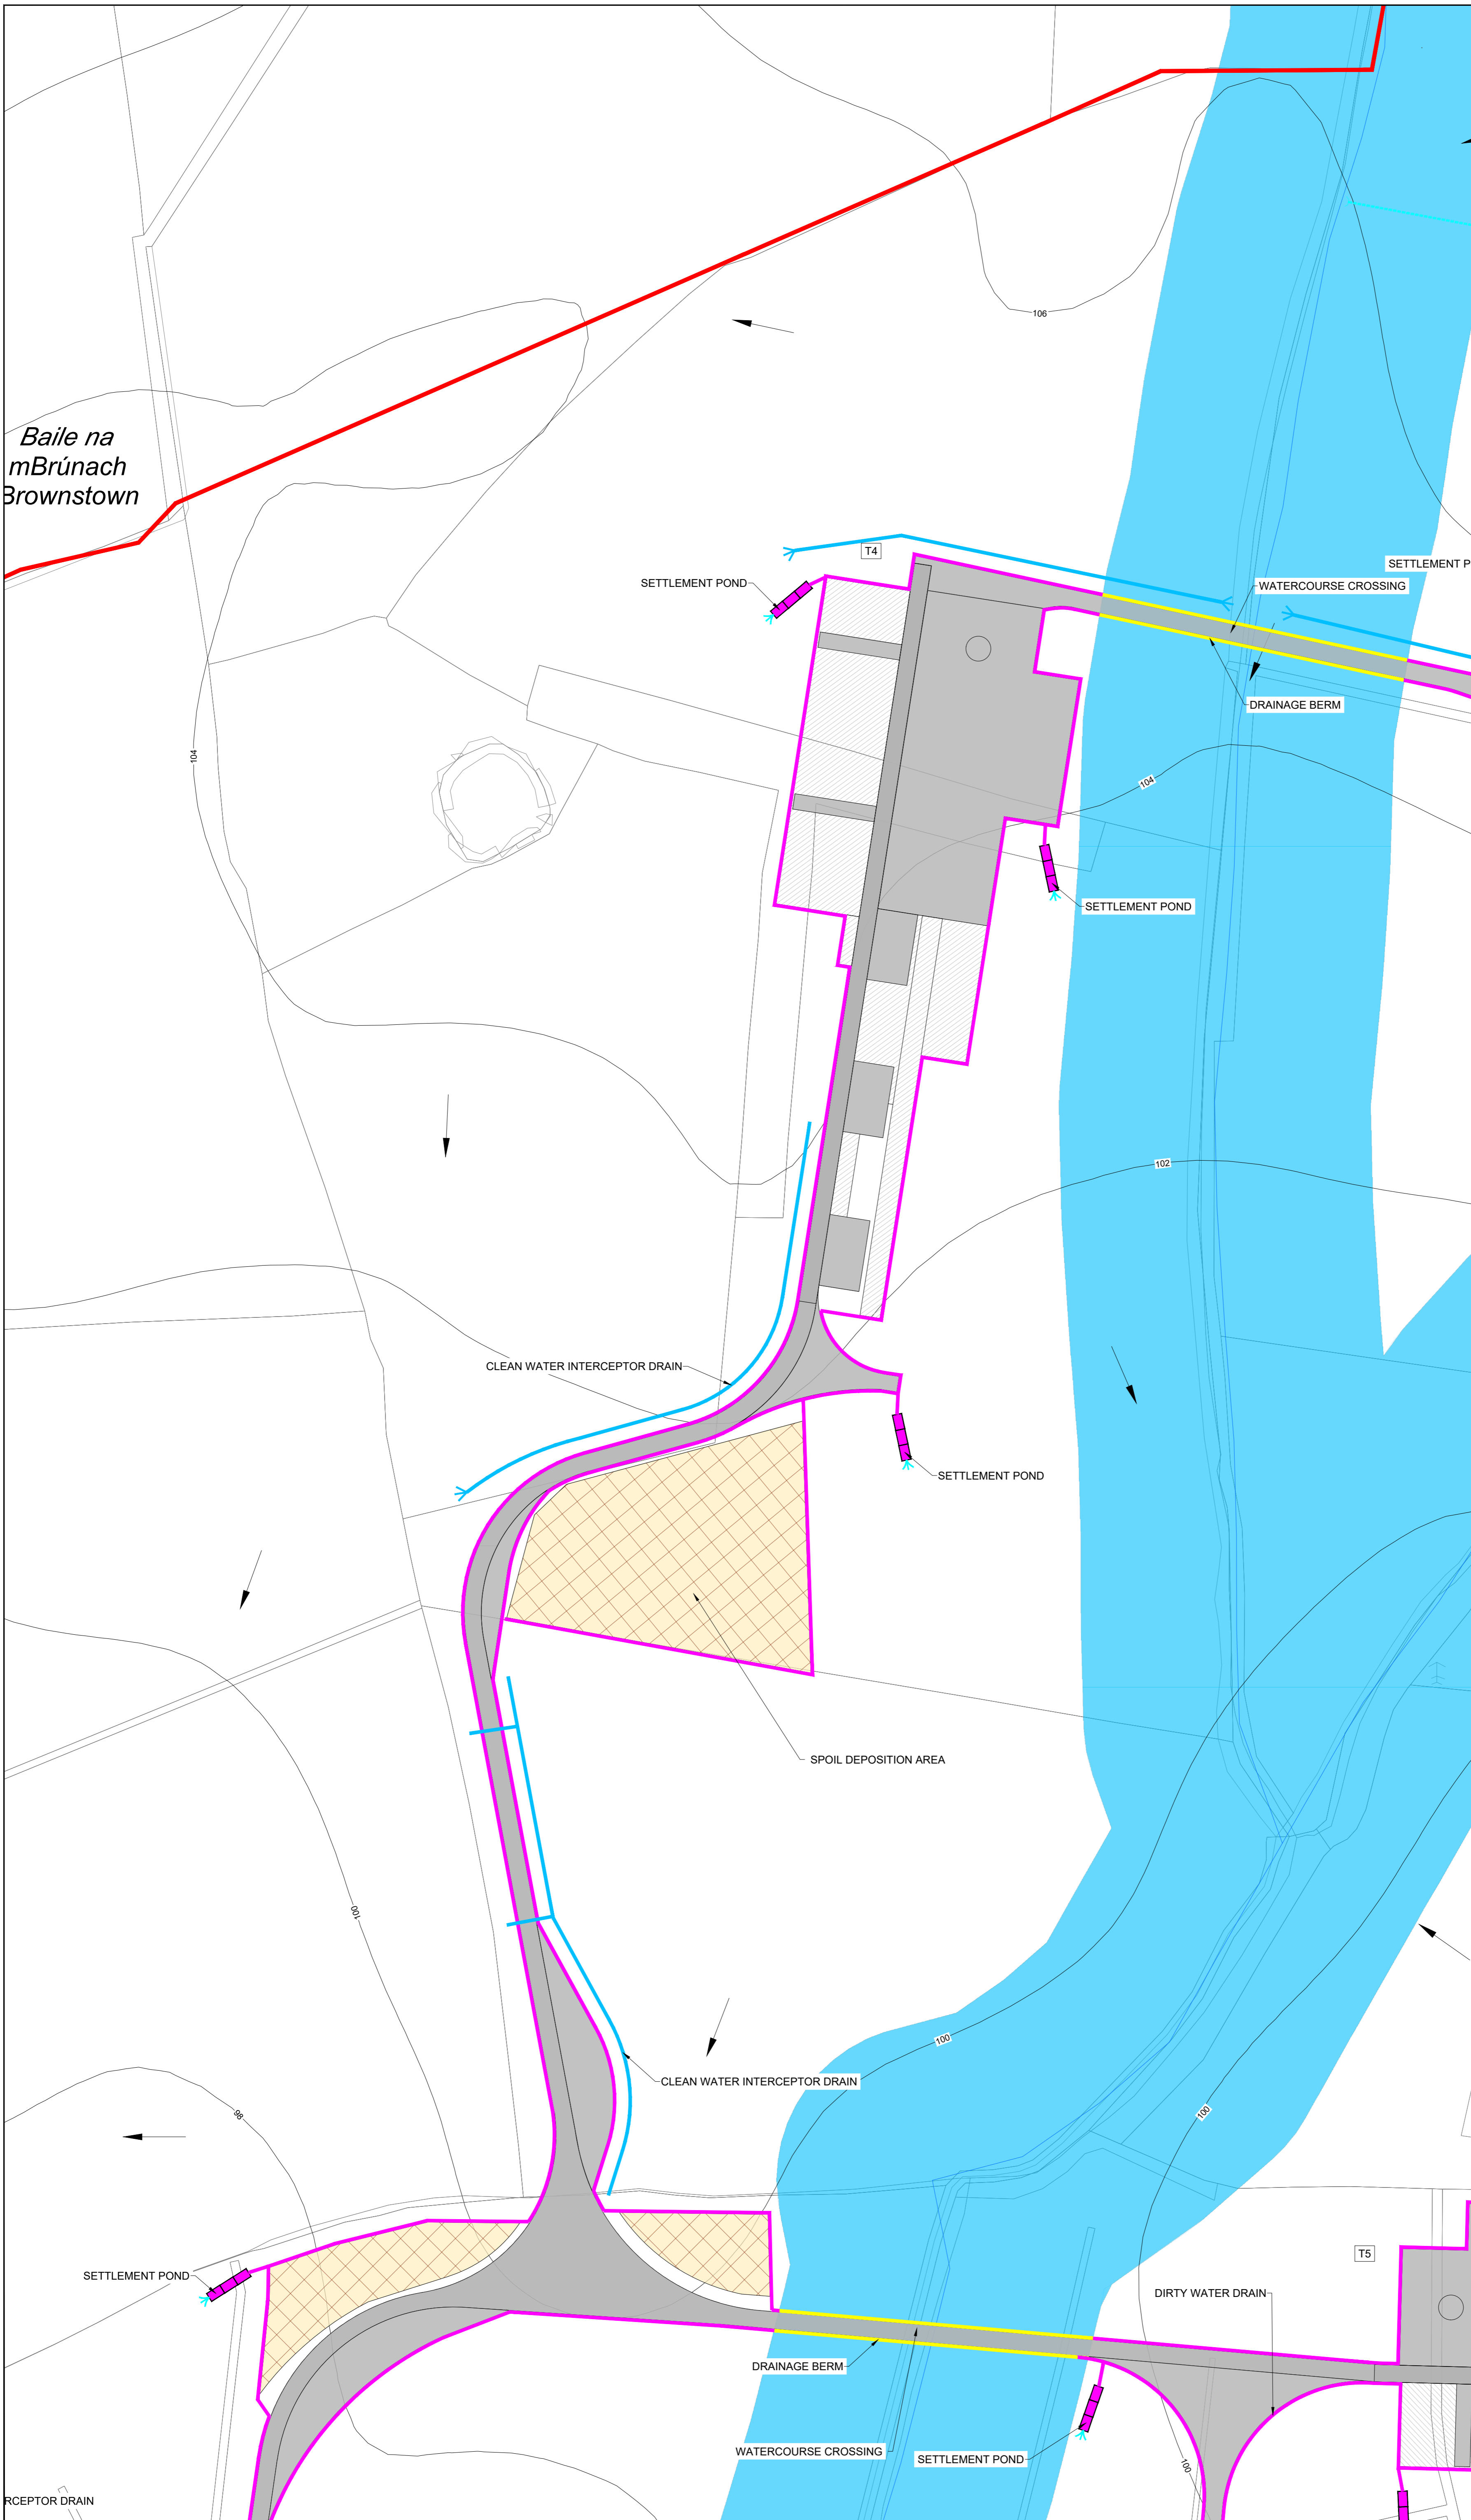 106
Baile na
mBrúnach
Brownstown
T4
SETTLEMENT P
SETTLEMENT POND
WATERCOURSE CROSSING
DRAINAGE BERM
104
104
SETTLEMENT POND
102
CLEAN WATER INTERCEPTOR DRAIN
SETTLEMENT POND
SPOIL DEPOSITION AREA
100
100
CLEAN WATER INTERCEPTOR DRAIN
98
100
T5
SETTLEMENT POND
DIRTY WATER DRAIN
DRAINAGE BERM
WATERCOURSE CROSSING
SETTLEMENT POND
100
RCEPTOR DRAIN